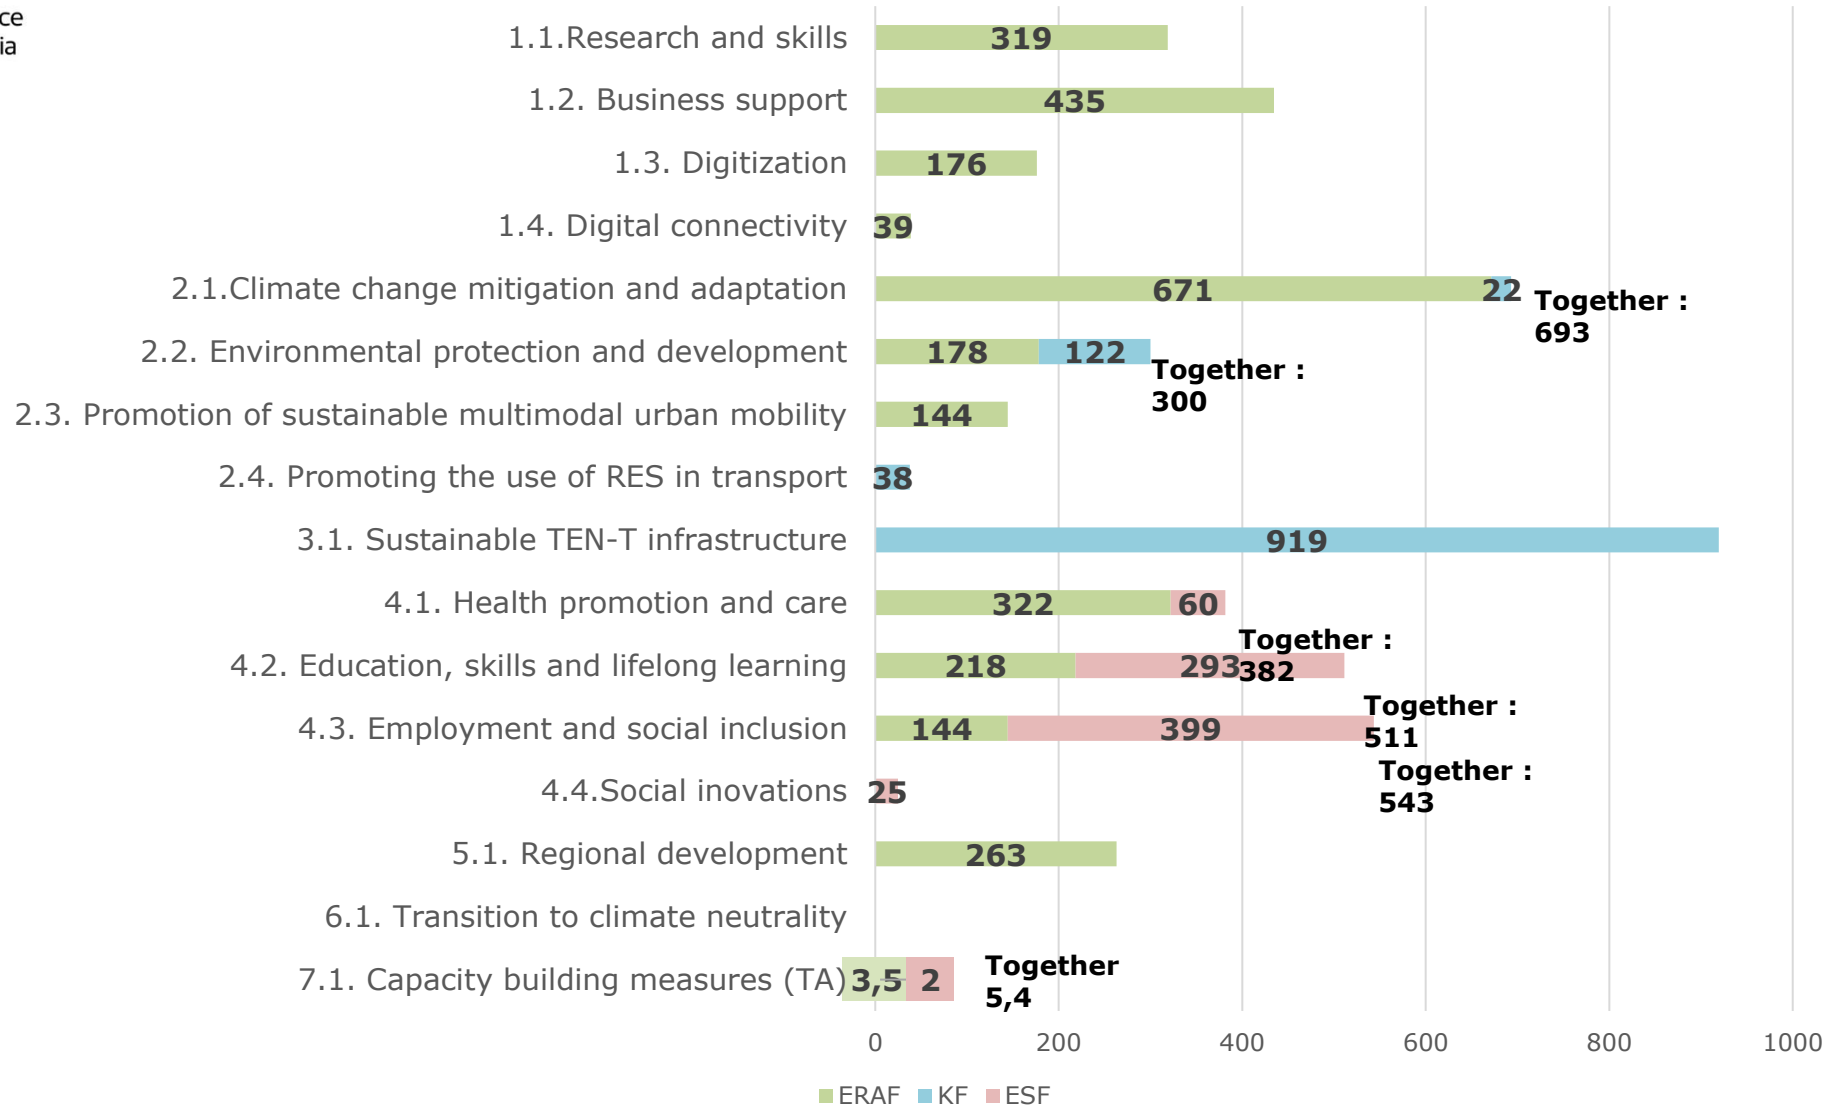 ce
ia
1.1.Research and skills 319
1.2. Business support 435
1.3. Digitization 176
1.4. Digital connectivity 39
2.1.Climate change mitigation and adaptation 671 22
Together :
693
2.2. Environmental protection and development 178 122
Together :
300
2.3. Promotion of sustainable multimodal urban mobility 144
2.4. Promoting the use of RES in transport 38
3.1. Sustainable TEN-T infrastructure 919
4.1. Health promotion and care 322 60
Together :
382
4.2. Education, skills and lifelong learning 218 293
Together :
511
4.3. Employment and social inclusion 144 399
Together :
543
4.4.Social inovations 25
5.1. Regional development 263
6.1. Transition to climate neutrality
7.1. Capacity building measures (TA) 3,5 2
Together
5,4
0 200 400 600 800 1000
ERAF KF ESF